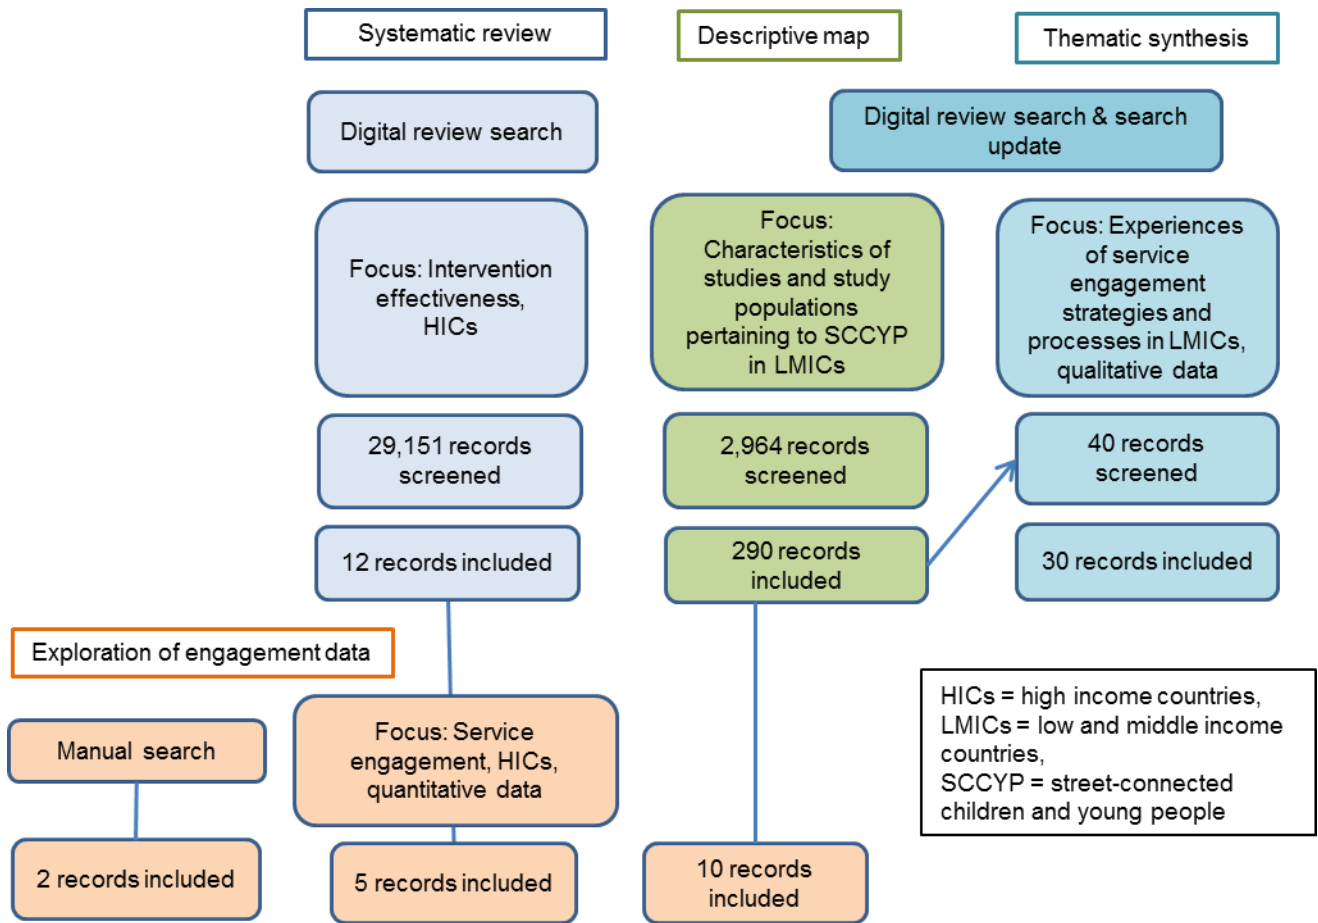 Systematic review
Descriptive map
Thematic synthesis
Digital review search
Digital review search & search
update
Focus: Intervention
effectiveness,
HICs
Focus:
Characteristics of
studies and study
populations
pertaining to SCCYP
in LMICs
Focus: Experiences
of service
engagement
strategies and
processes in LMICs,
qualitative data
29,151 records
screened
2,964 records
screened
40 records
screened
12 records included
290 records
included
30 records included
Exploration of engagement data
Manual search
Focus: Service
engagement, HICs,
quantitative data
HICs = high income countries,
LMICs = low and middle income
countries,
SCCYP = street-connected
children and young people
2 records included
5 records included
10 records
included